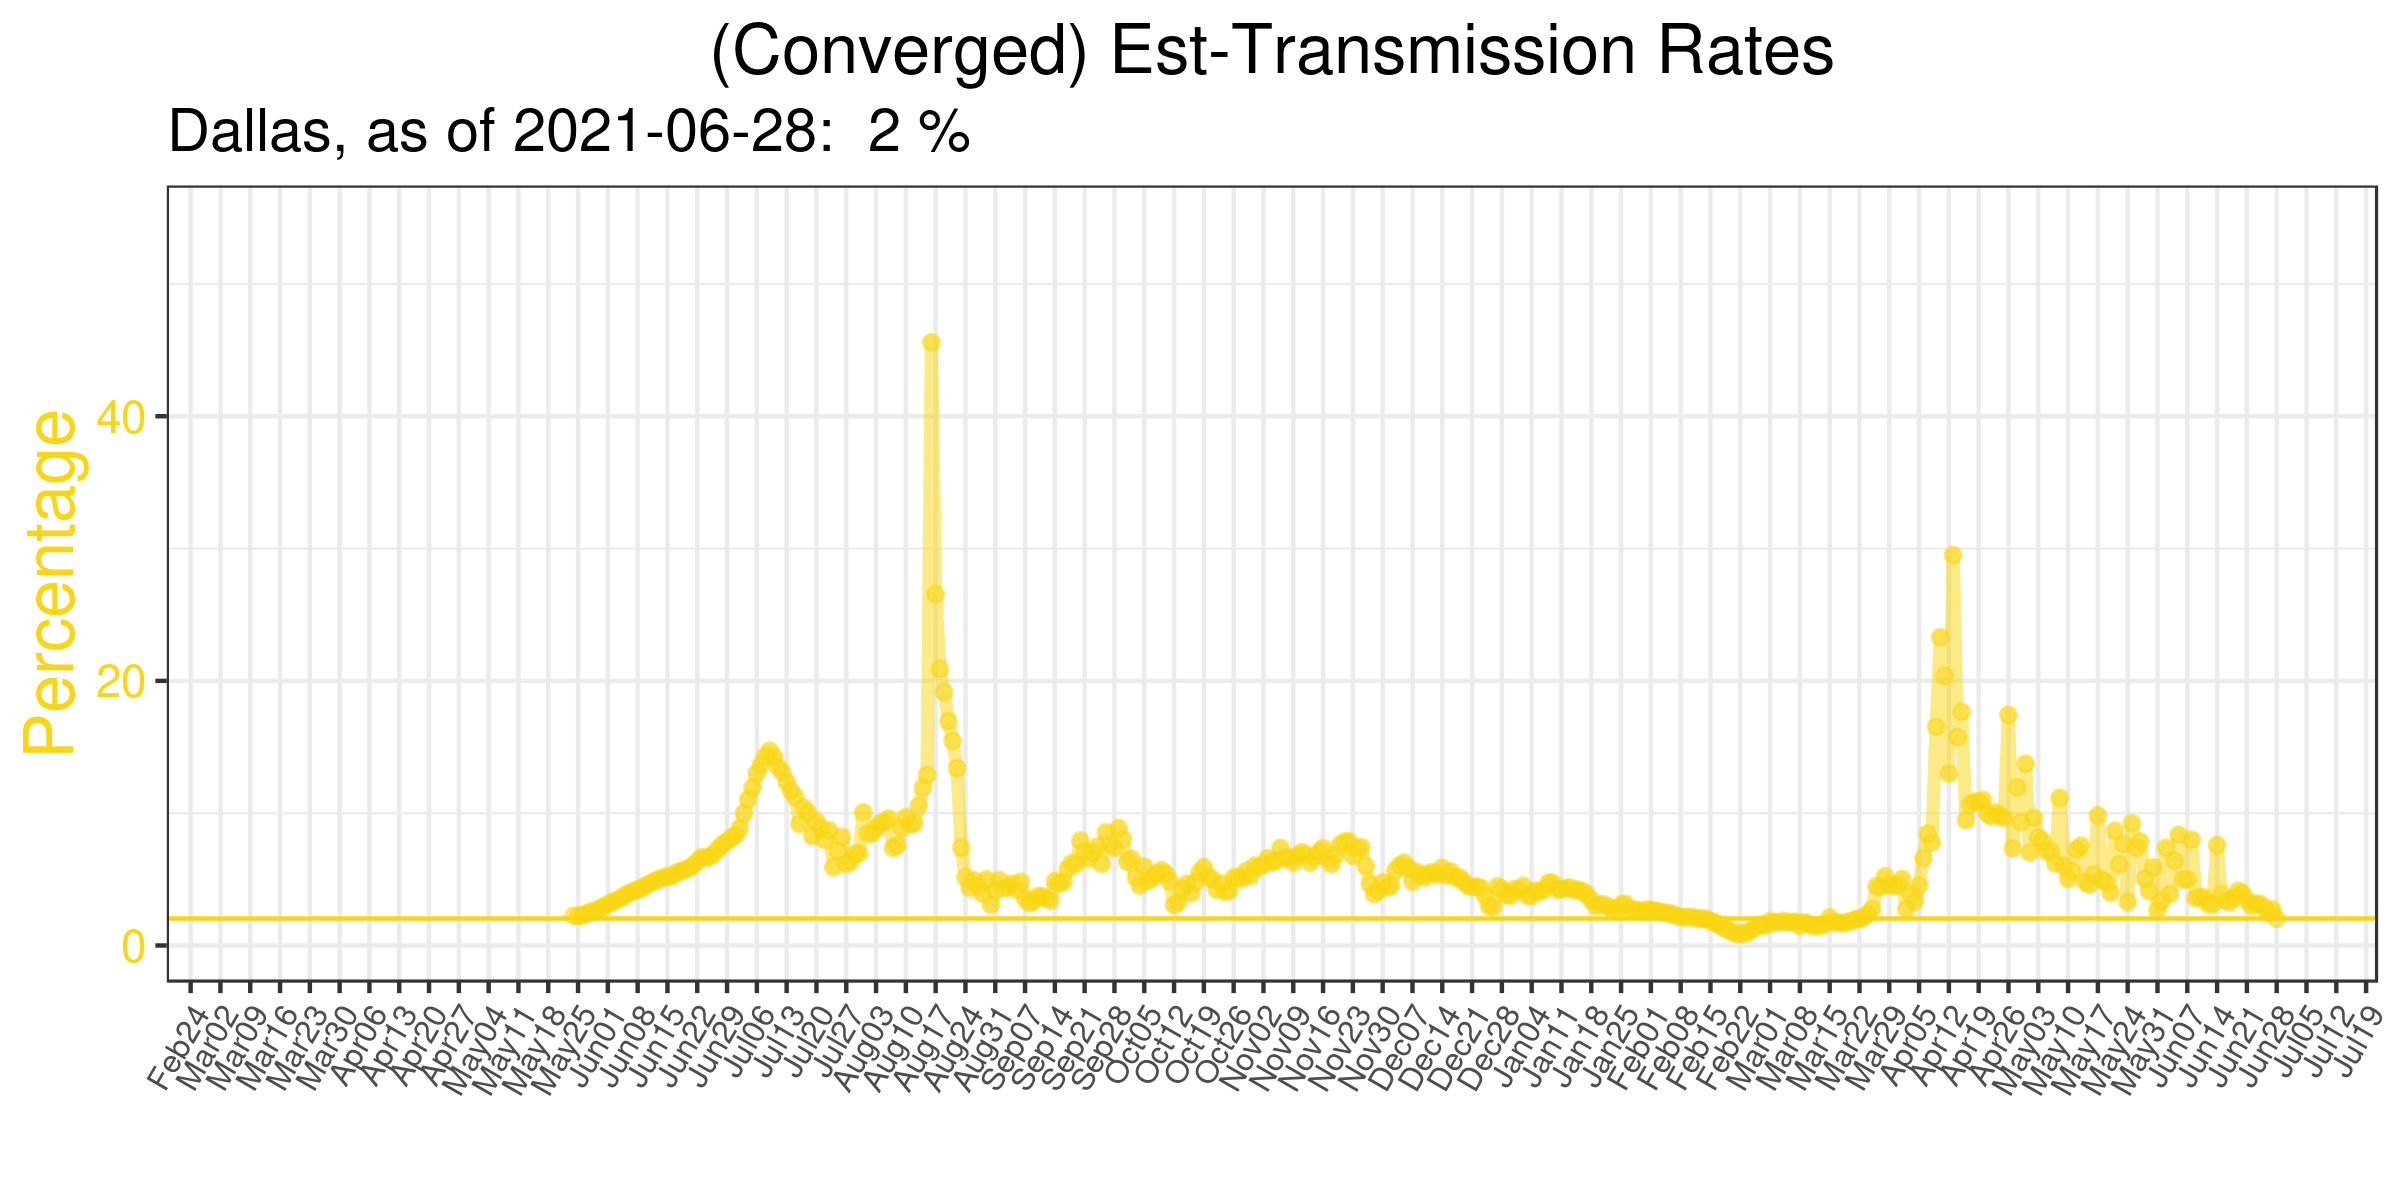 (Converged) Est-Transmission Rates
Dallas, as of 2021-06-28: 2 %
Percentage
40
20
0
Feb24
Mar02
Mar09
Mar16
Mar23
Mar30
Apr06
Apr13
Apr20
Apr27
May04
May11
May18
May25
Jun01
Jun08
Jun15
Jun22
Jun29
Jul06
Jul13
Jul20
Jul27
Aug03
Aug10
Aug17
Aug24
Aug31
Sep07
Sep14
Sep21
Sep28
Oct05
Oct12
Oct19
Oct26
Nov02
Nov09
Nov16
Nov23
Nov30
Dec07
Dec14
Dec21
Dec28
Jan04
Jan11
Jan18
Jan25
Feb01
Feb08
Feb15
Feb22
Mar01
Mar08
Mar15
Mar22
Mar29
Apr05
Apr12
Apr19
Apr26
May03
May10
May17
May24
May31
Jun07
Jun14
Jun21
Jun28
Jul05
Jul12
Jul19